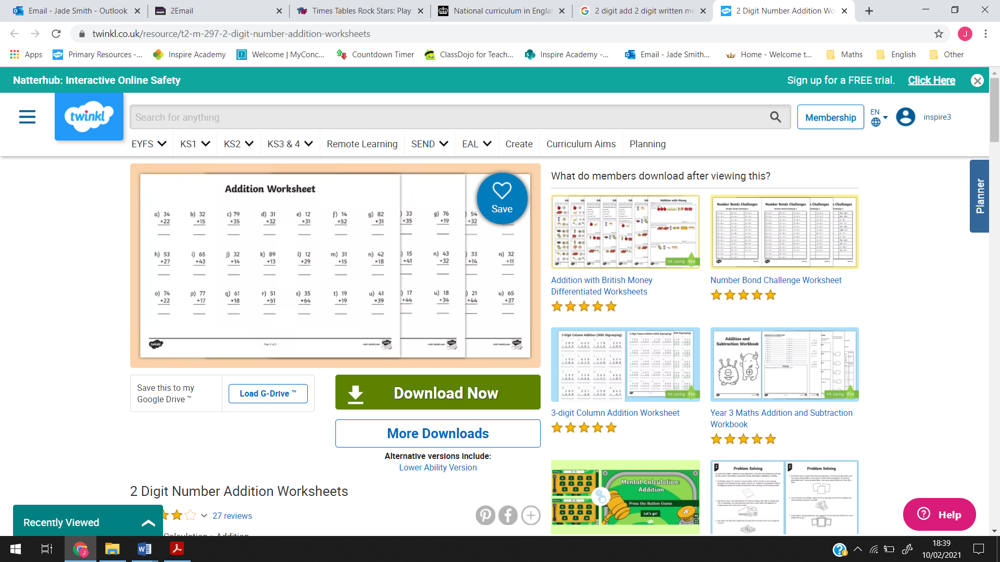 Email - Jade Smith - Outlook
2Email
Times Tables Rock Stars: Play
National curriculum in Engla
2 digit add 2 digit written me
2 Digit Number Addition Wo
twinkl.co.uk/resource/t2-m-297-2-digit-number-addition-worksheets
J
Apps
Primary Resources -...
Inspire Academy
Welcome | MyConc...
Countdown Timer
ClassDojo for Teach...
Inspire Academy -...
Email - Jade Smith...
Home - Welcome t...
Maths
English
Other
Natterhub: Interactive Online Safety
Sign up for a FREE trial. Click Here
twinkl
Search for anything
Membership
EN
inspire3
EYFS KS1 KS2 KS3 & 4 Remote Learning SEND EAL Create Curriculum Aims Planning
Planner
Save
Addition Worksheet
a) 34 b) 32 c) 79 d) 31 e) 12 f) 14 g) 82 ) 33 g) 76 ) 54
+22 +15 +35 +32 +31 +52 +31 +35 +19 +32
h) 53 i) 65 j) 32 k) 89 l) 12 m) 31 n) 42 ) 15 n) 43 ) 33 n) 32
+27 +43 +14 +13 +29 +15 +18 +41 +32 +14 +11
o) 74 p) 77 q) 61 r) 51 s) 35 t) 19 u) 41 ) 17 u) 18 ) 21 u) 65
+22 +17 +18 +51 +64 +19 +39 +44 +34 +44 +37
twinkl
Page 1 of 3
visit twinkl.com
visit twinkl.com
visit twinkl.com
Save this to my
Google Drive ™
Load G-Drive ™
Download Now
More Downloads
Alternative versions include:
Lower Ability Version
2 Digit Number Addition Worksheets
27 reviews
Calculation » Addition
Recently Viewed
What do members download after viewing this?
Addition with Money
ink saving Eco
Addition with British Money
Differentiated Worksheets
Number Bonds Challenges
Number Bonds Challenges
Number Bond Challenge Worksheet
3-Digit Column Addition (With Regrouping)
3-Digit Column Addition (With Regrouping)
ink saving Eco
3-digit Column Addition Worksheet
Addition and
Subtraction Workbook
ink saving Eco
Year 3 Maths Addition and Subtraction
Workbook
Mental Calculation:
Addition
Press the Button Game
Let's go!
8
Problem Solving
Problem Solving
Help
18:39
10/02/2021